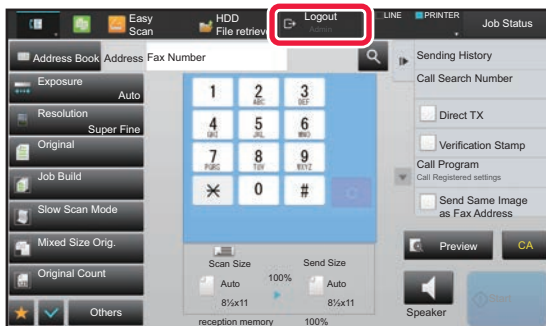 Easy
Scan
HDD
File retriev
Logout
Admin
LINE
PRINTER
Job Status
Address Book
Address
Fax Number
Exposure
Auto
Resolution
Super Fine
Original
Job Build
Slow Scan Mode
Mixed Size Orig.
Original Count
Others
1
2
ABC
3
DEF
4
GHI
5
JKL
6
MNO
7
PQRS
8
TUV
9
WXYZ
0
#
C
Scan Size
Send Size
Auto
100%
Auto
8½x11
8½x11
reception memory
100%
Sending History
Call Search Number
Direct TX
Verification Stamp
Call Program
Call Registered settings
Send Same Image
as Fax Address
Preview
CA
Speaker
Start